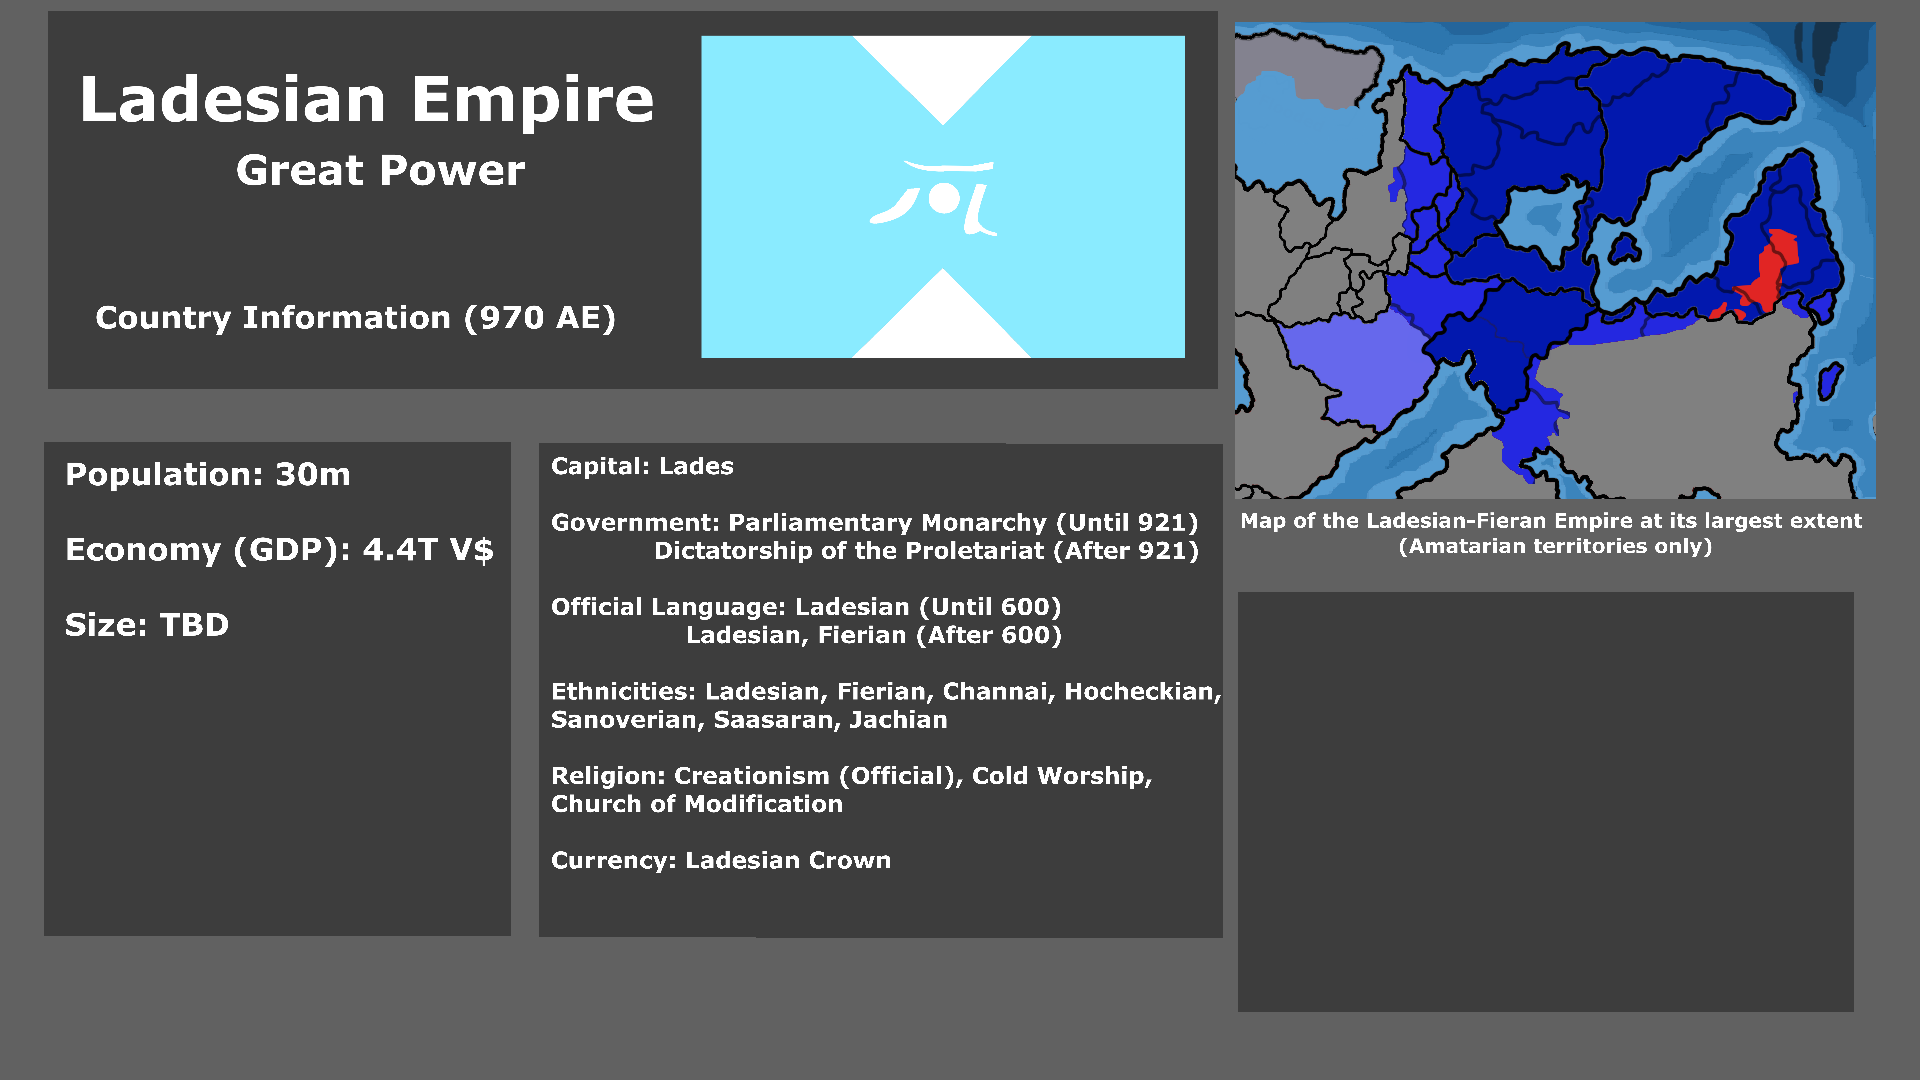 Ladesian Empire
Great Power
Country Information (970 AE)
Population: 30m
Economy (GDP): 4.4T V$
Size: TBD
Capital: Lades
Government: Parliamentary Monarchy (Until 921)
Dictatorship of the Proletariat (After 921)
Official Language: Ladesian (Until 600)
Ladesian, Fierian (After 600)
Ethnicities: Ladesian, Fierian, Channai, Hocheckian,
Sanoverian, Saasaran, Jachian
Religion: Creationism (Official), Cold Worship,
Church of Modification
Currency: Ladesian Crown
Map of the Ladesian-Fieran Empire at its largest extent
(Amatarian territories only)